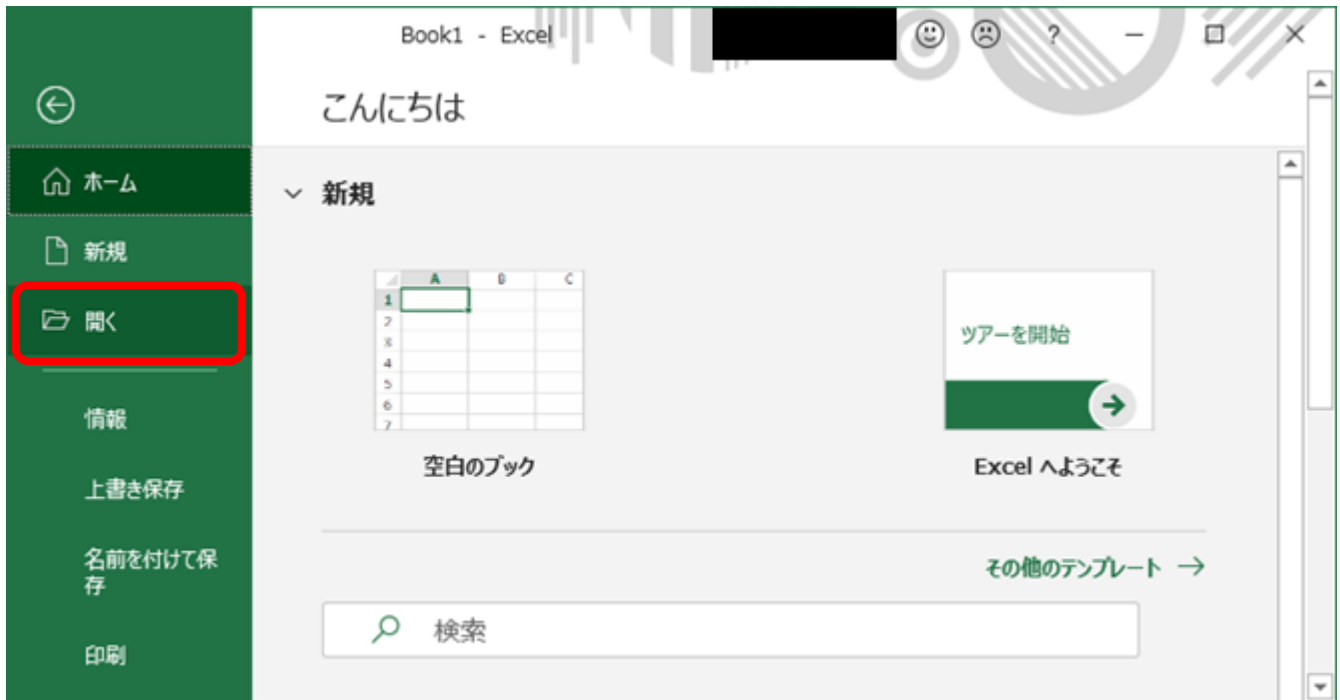 Book1 - Excel
?
こんにちは
ホーム
新規
開く
情報
上書き保存
名前を付けて保
存
印刷
新規
A B C
1
2
3
4
5
6
7
空白のブック
ツアーを開始
Excel へようこそ
その他のテンプレート
検索